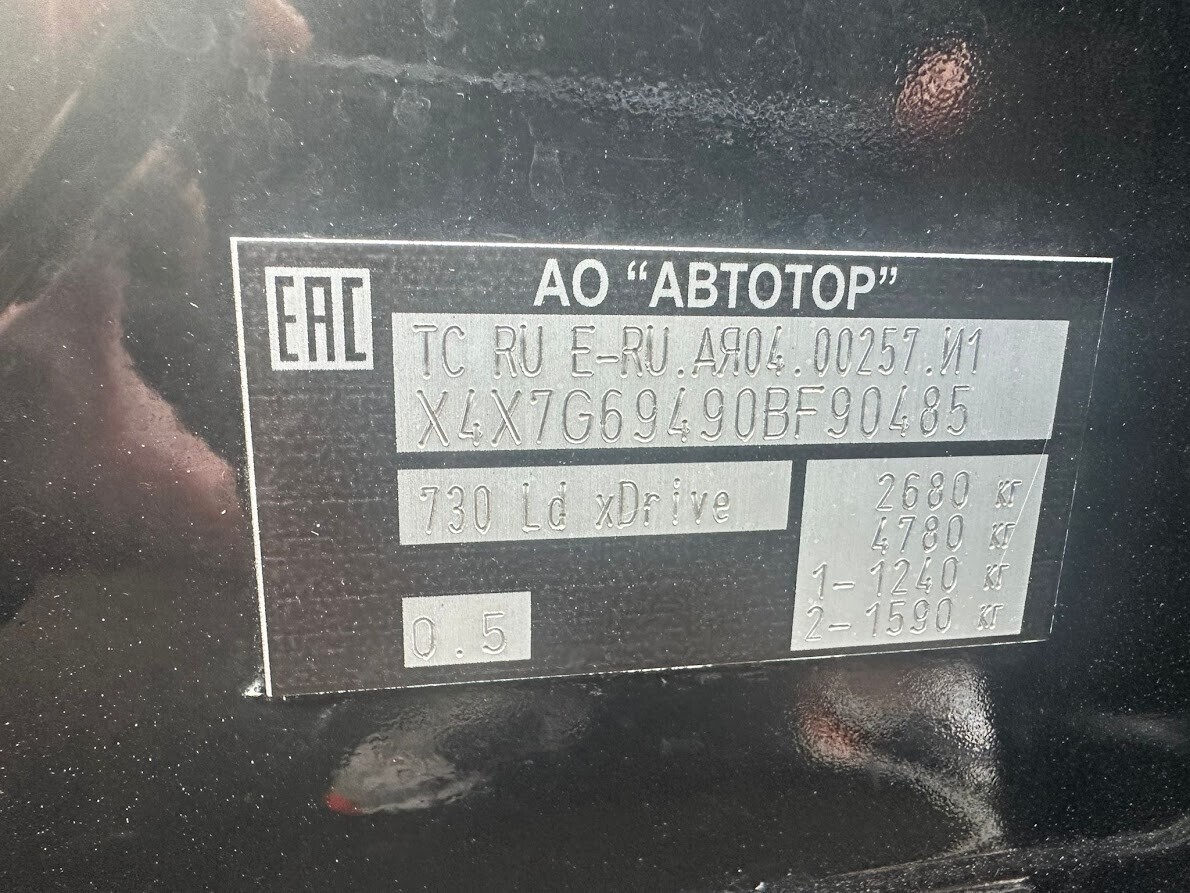 АО “АВТОТОР”
EAC
ТС RU E-RU.АЯ04.00257.И1
X4X7G69490BF90485
730 Ld xDrive
2680 кг
4780 кг
1- 1240 кг
2- 1590 кг
0.5